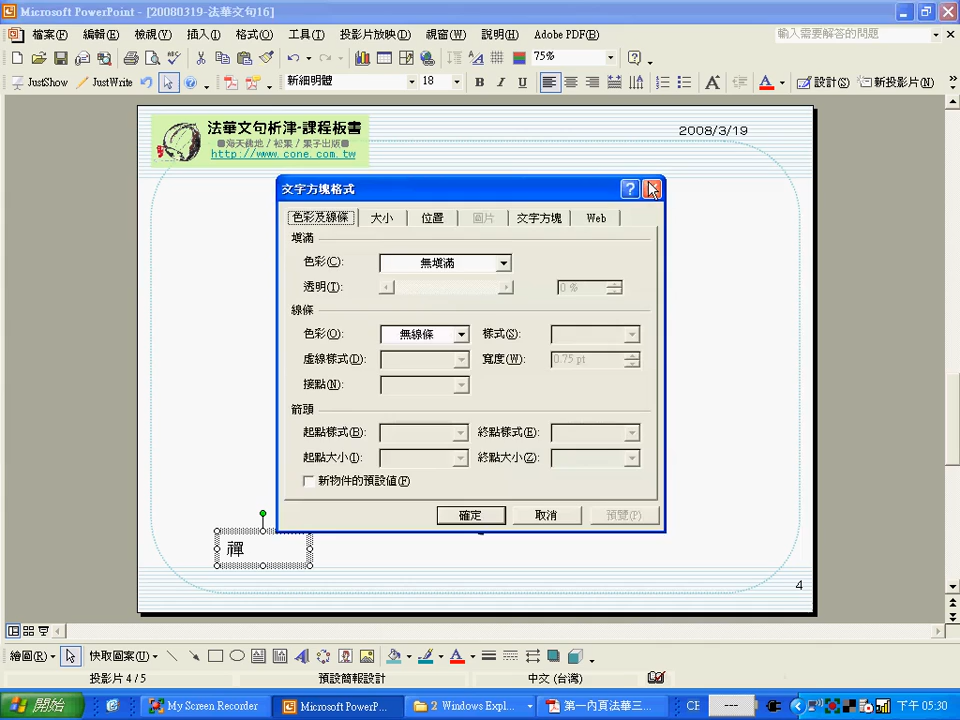 Microsoft PowerPoint - [20080319-法華文句16]
檔案(F) 編輯(E) 檢視(V) 插入(I) 格式(O) 工具(T) 投影片放映(D) 視窗(W) 說明(H) Adobe PDF(B) 輸入需要解答的問題
75%
JustShow JustWrite 新細明體 18 B I U A A 設計(S) 新投影片(N)
法華文句析津-課程板書
■海天佛地/松果/果子出版■
http://www.cone.com.tw
2008/3/19
文字方塊格式
色彩及線條 大小 位置 圖片 文字方塊 Web
填滿
色彩(C): 無填滿
透明(T): 0 %
線條
色彩(O): 無線條 樣式(S):
虛線樣式(D): 寬度(W): 0.75 pt
接點(N):
箭頭
起點樣式(B): 終點樣式(E):
起點大小(I): 終點大小(Z):
新物件的預設值(F)
確定 取消 預覽(P)
禪
4
繪圖(R) 快取圖案(U) A A
投影片 4 / 5 預設簡報設計 中文 (台灣)
開始 My Screen Recorder Microsoft PowerP... 2 Windows Expl... 第一內頁法華三... CE --- 下午 05:30